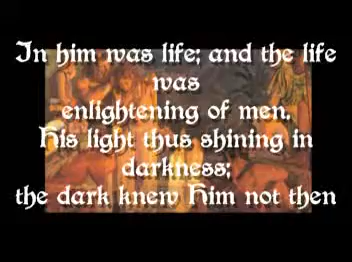 In him was life; and the life
was
enlightening of men.
His light thus shining in
darkness;
the dark knew Him not then